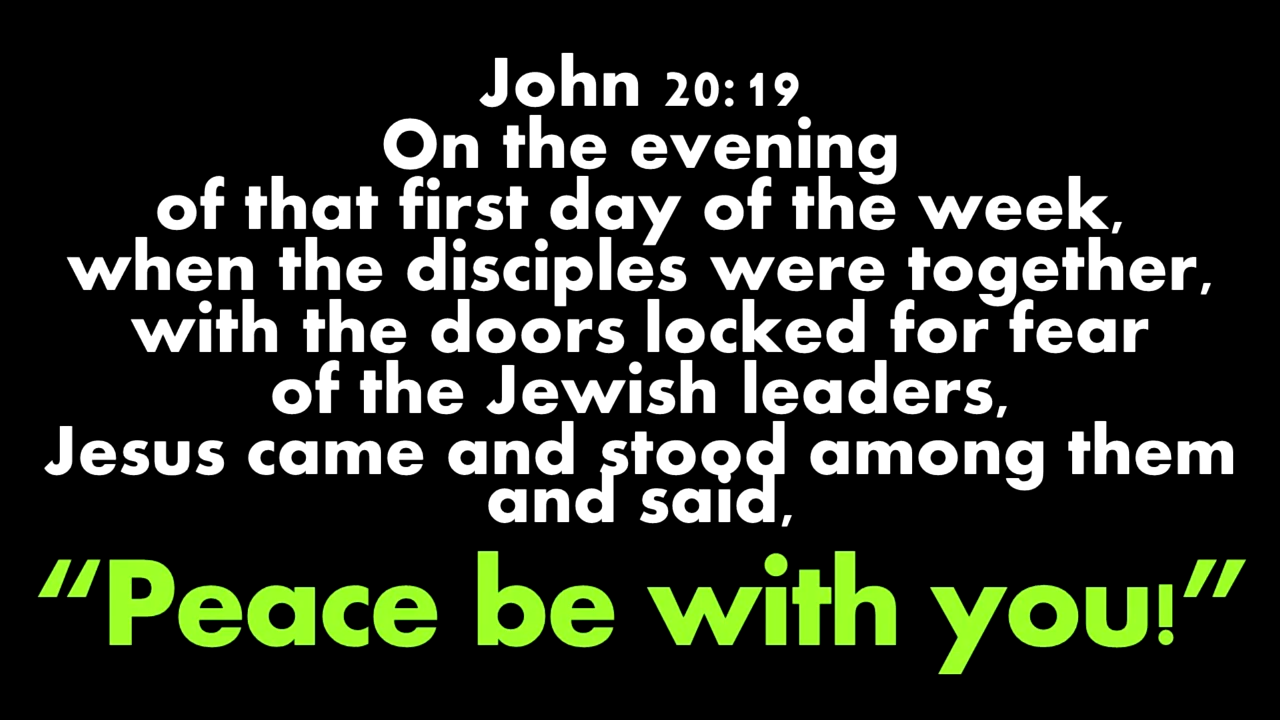 John 20:19
On the evening
of that first day of the week,
when the disciples were together,
with the doors locked for fear
of the Jewish leaders,
Jesus came and stood among them
and said,
“Peace be with you!”